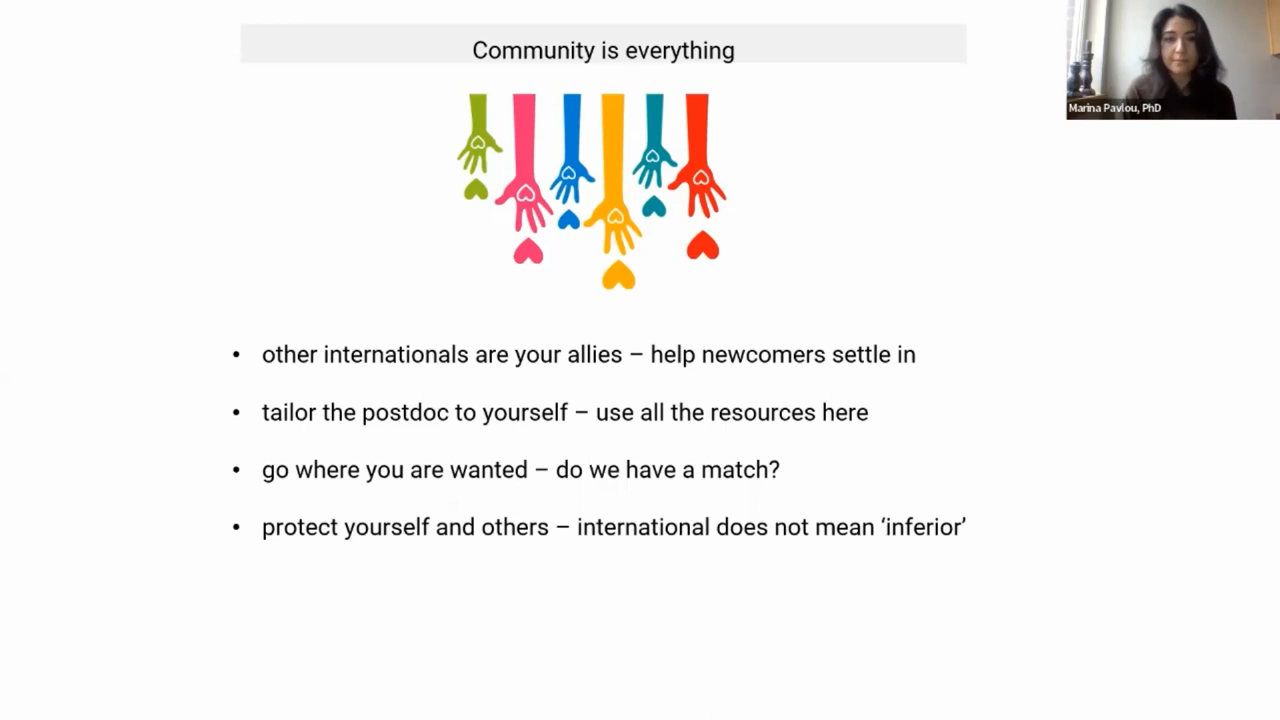 Community is everything
Marina Pavlou, PhD
• other internationals are your allies – help newcomers settle in
• tailor the postdoc to yourself – use all the resources here
• go where you are wanted – do we have a match?
• protect yourself and others – international does not mean ‘inferior’